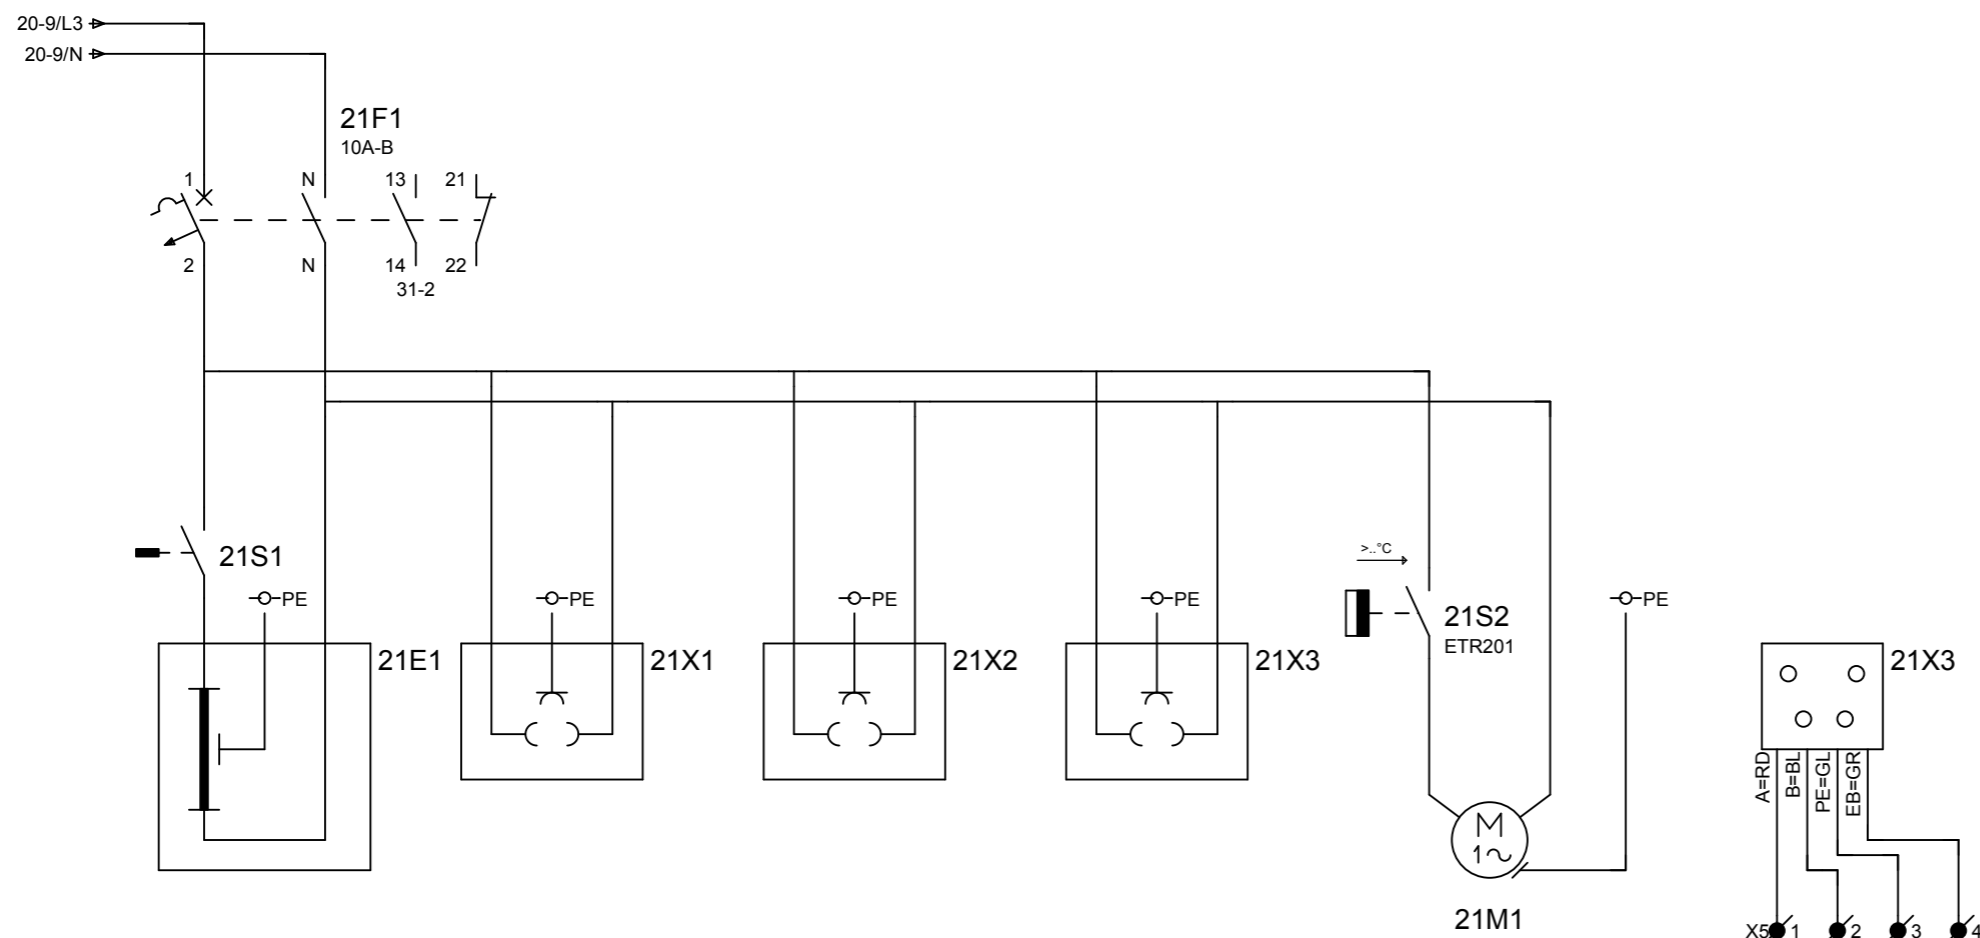 20-9/L3
20-9/N
21F1
10A-B
1
N
13
21
2
N
14
22
31-2
21S1
PE
PE
PE
PE
>..°C
21S2
ETR201
PE
21E1
21X1
21X2
21X3
21X3
A=RD
B=BL
PE=GL
EB=GR
M
1~
21M1
X5
1
2
3
4